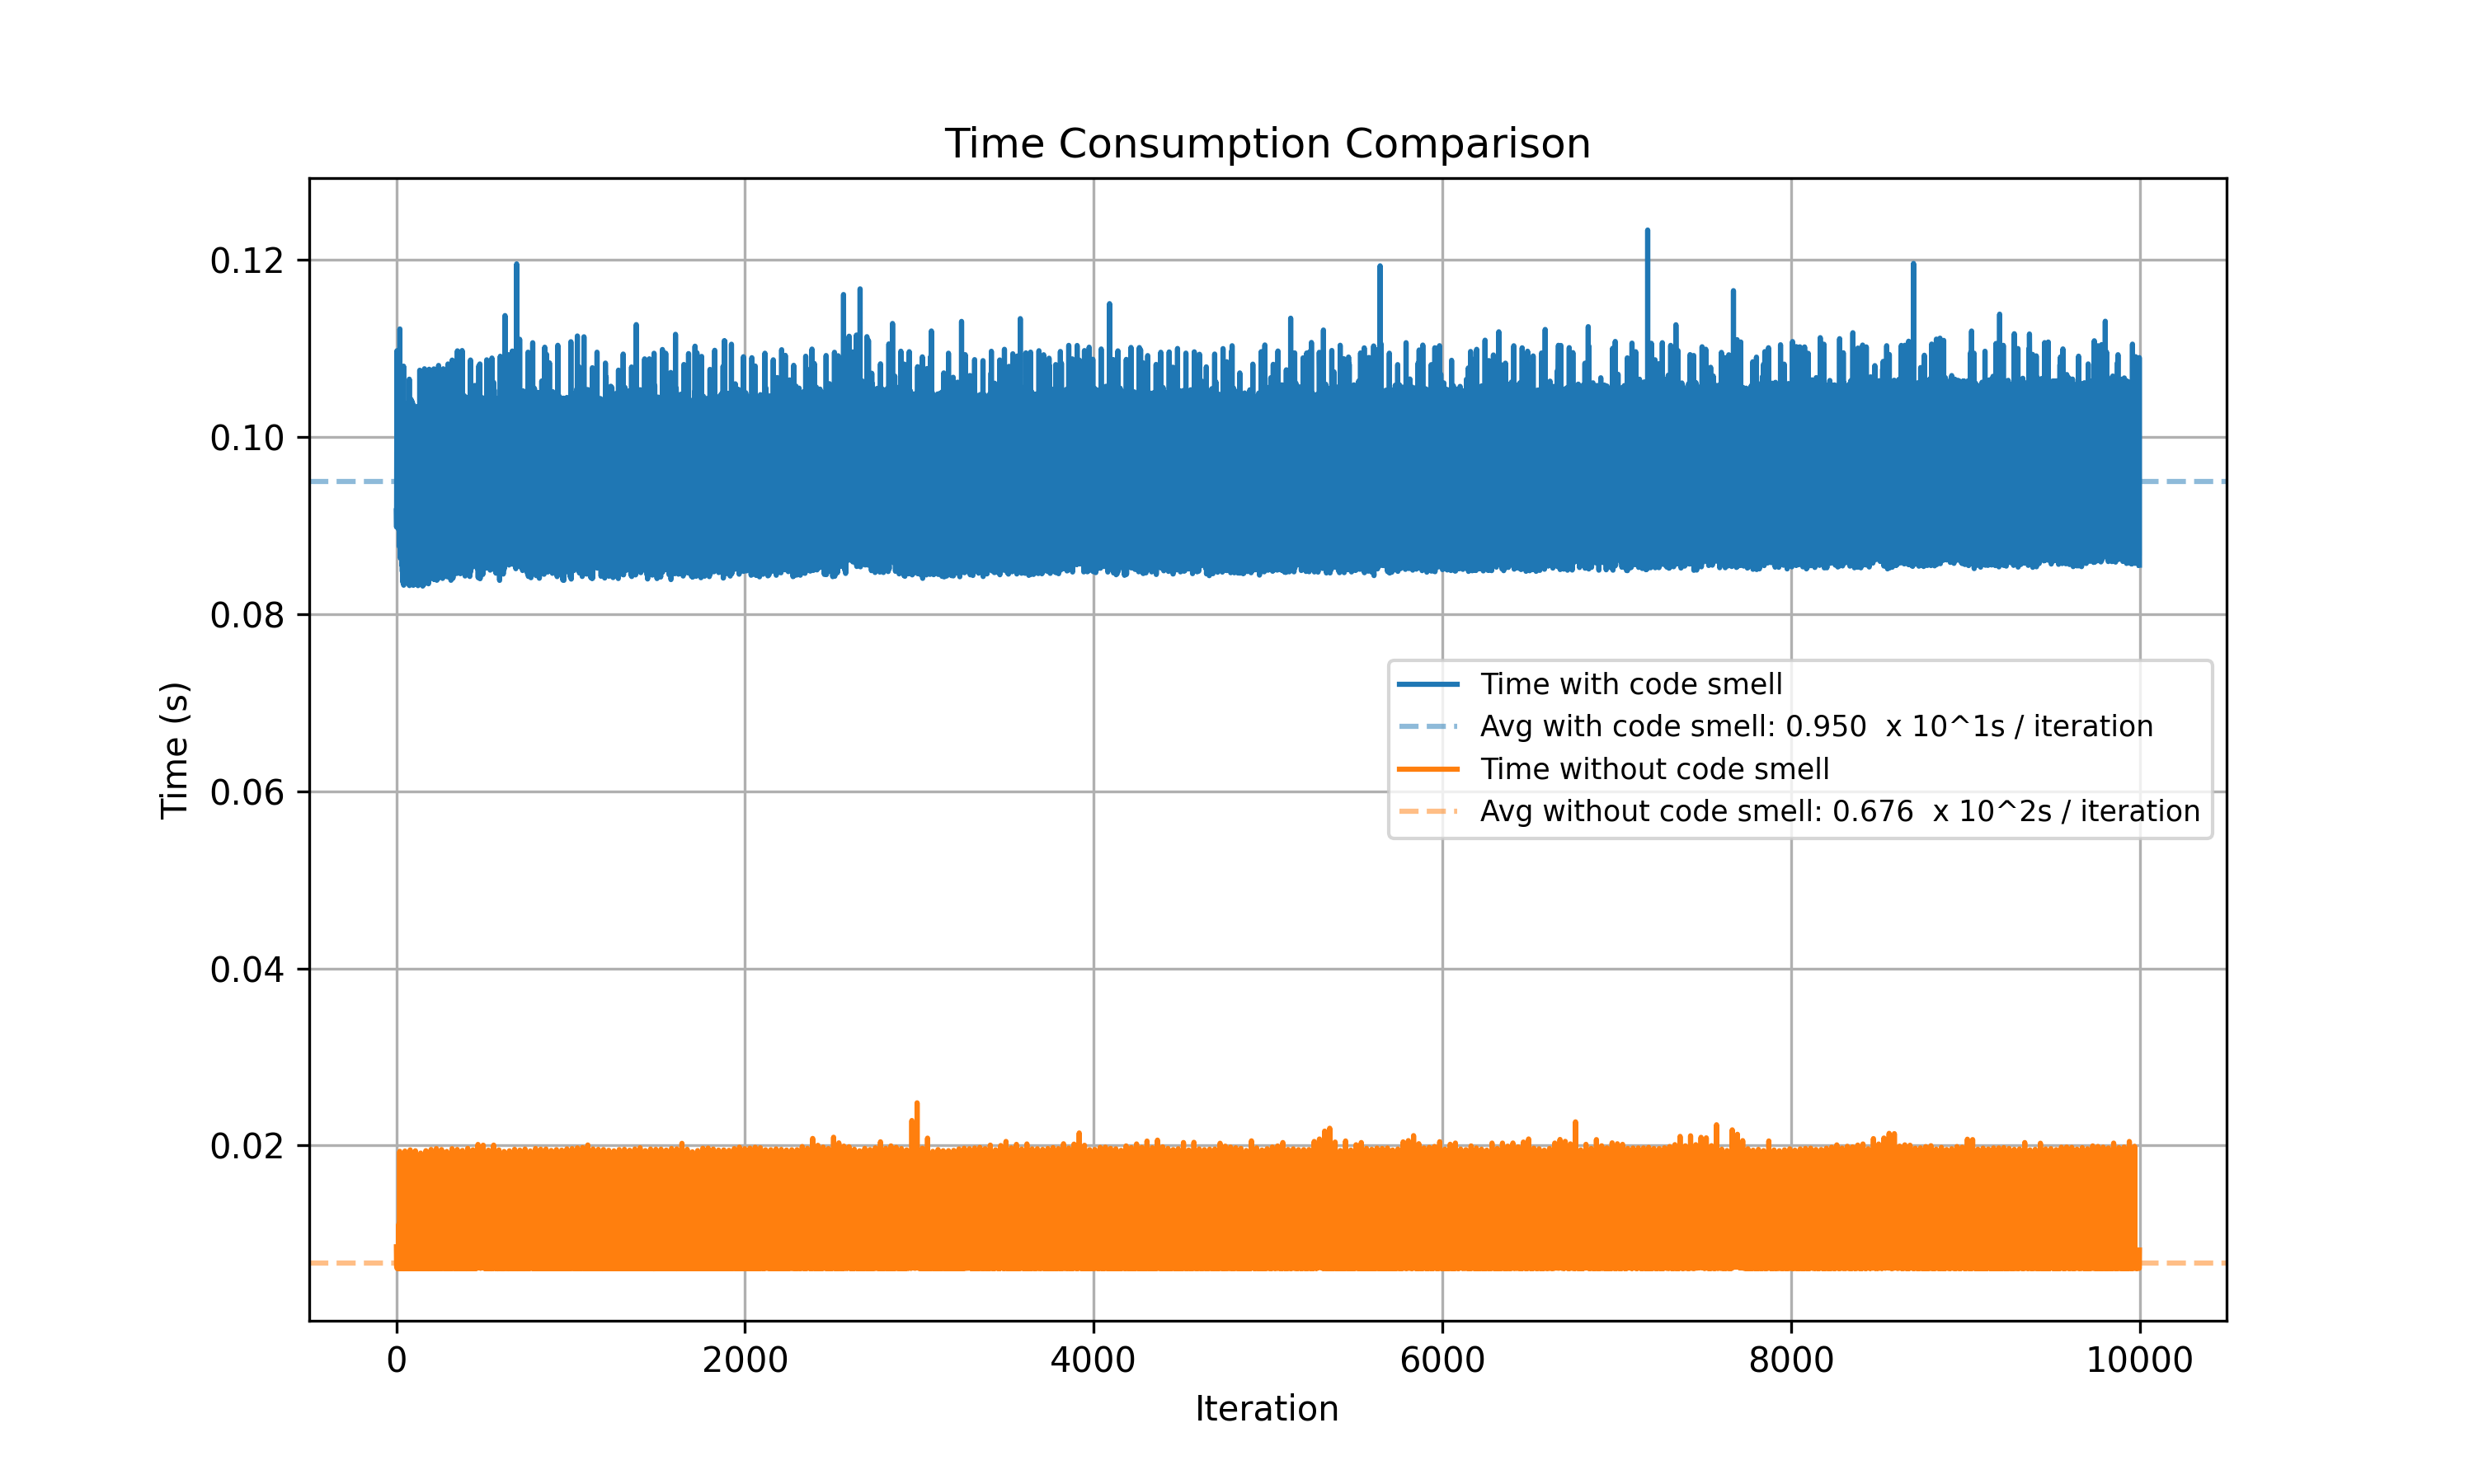 Time Consumption Comparison
0.12
0.10
0.08
0.06
0.04
0.02
Time (s)
Time with code smell
Avg with code smell: 0.950  x 10^1s / iteration
Time without code smell
Avg without code smell: 0.676  x 10^2s / iteration
0
2000
4000
6000
8000
10000
Iteration